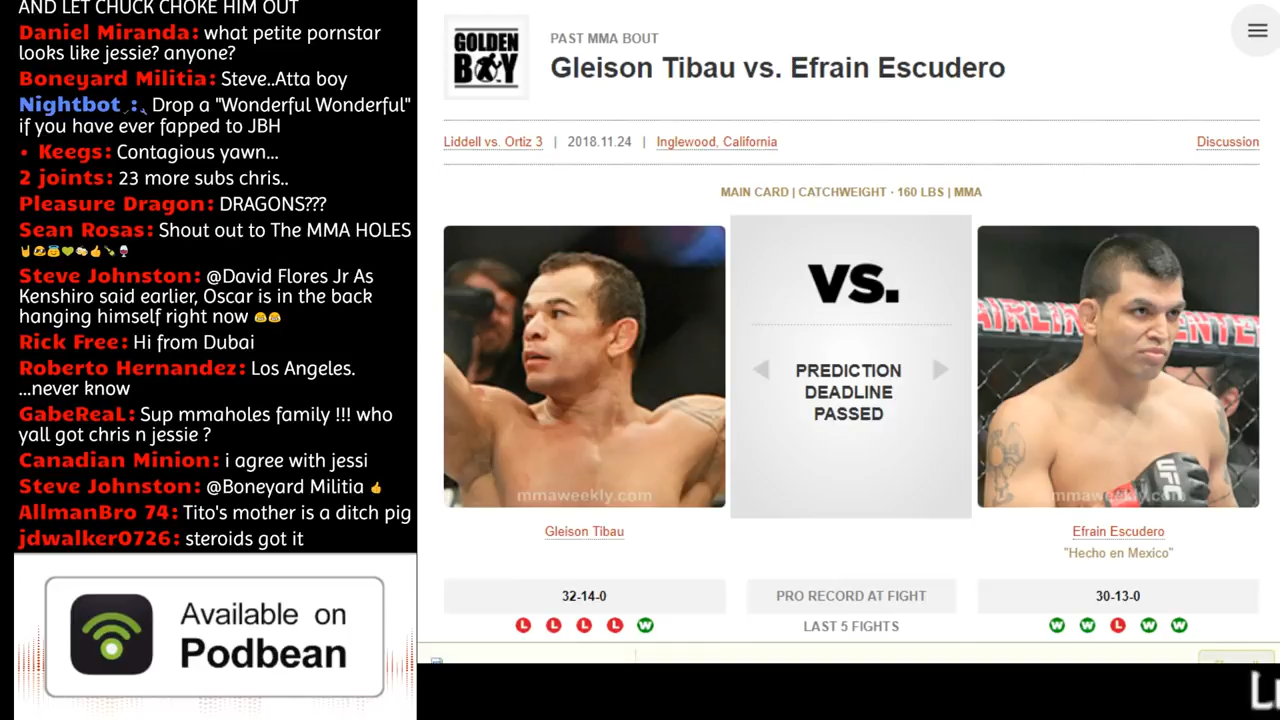 AND LET CHUCK CHOKE HIM OUT
Daniel Miranda: what petite pornstar
looks like jessie? anyone?
Boneyard Militia: Steve..Atta boy
Nightbot : Drop a "Wonderful Wonderful"
if you have ever fapped to JBH
Keegs: Contagious yawn...
2 joints: 23 more subs chris..
Pleasure Dragon: DRAGONS???
Sean Rosas: Shout out to The MMA HOLES
Steve Johnston: @David Flores Jr As
Kenshiro said earlier, Oscar is in the back
hanging himself right now
Rick Free: Hi from Dubai
Roberto Hernandez: Los Angeles.
...never know
GabeReaL: Sup mmaholes family !!! who
yall got chris n jessie ?
Canadian Minion: i agree with jessi
Steve Johnston: @Boneyard Militia
AllmanBro 74: Tito's mother is a ditch pig
jdwalker0726: steroids got it
Available on
Podbean
GOLDEN
BOY
PAST MMA BOUT
Gleison Tibau vs. Efrain Escudero
Liddell vs. Ortiz 3 | 2018.11.24 | Inglewood, California
Discussion
MAIN CARD | CATCHWEIGHT · 160 LBS | MMA
VS.
PREDICTION
DEADLINE
PASSED
AIRLIN CENTER
UFC
mmaweekly.com
mmaweekly.com
Gleison Tibau
Efrain Escudero
"Hecho en Mexico"
32-14-0 PRO RECORD AT FIGHT 30-13-0
L L L L W LAST 5 FIGHTS W W L W W